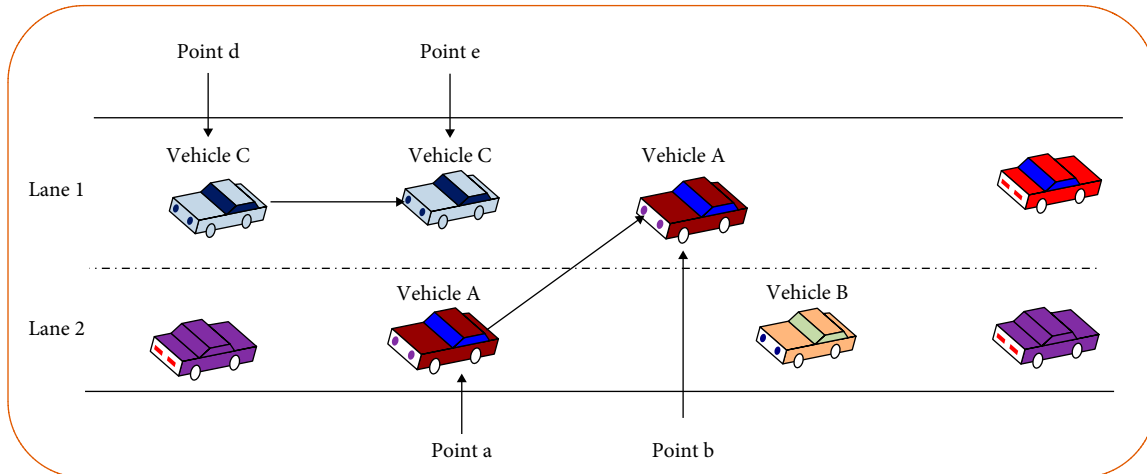 Point d
Point e
Vehicle C
Vehicle C
Vehicle A
Lane 1
Vehicle A
Vehicle B
Lane 2
Point a
Point b